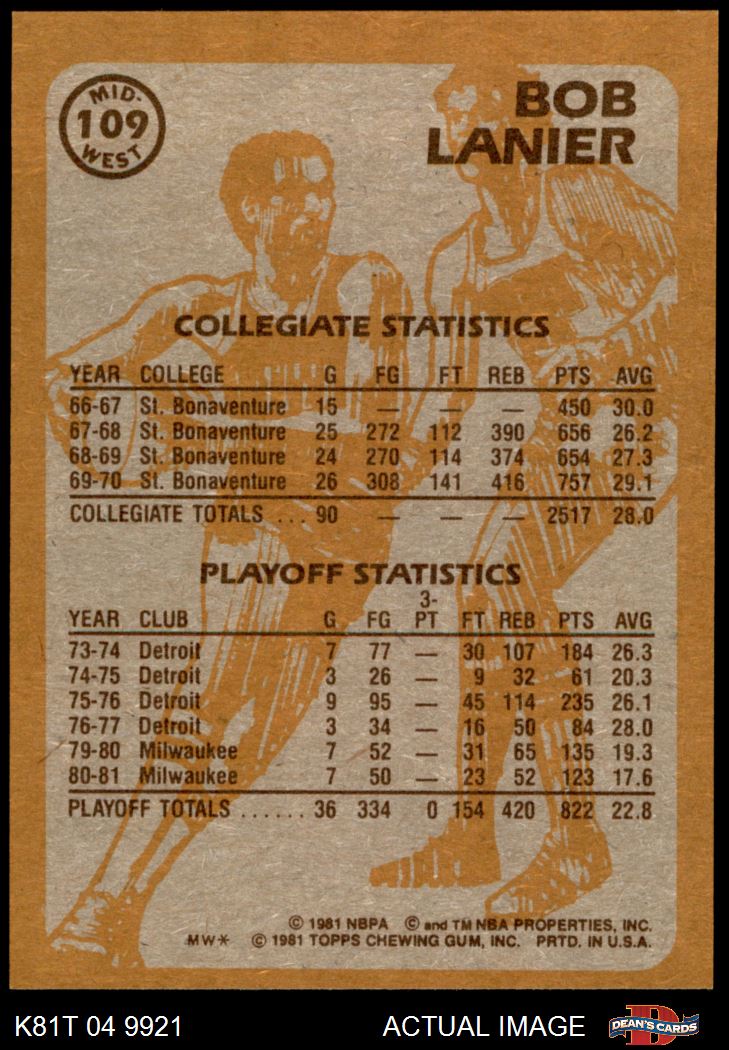 MID-
109
WEST
BOB
LANIER
COLLEGIATE STATISTICS
YEAR COLLEGE G FG FT REB PTS AVG
66-67 St. Bonaventure 15 — — — 450 30.0
67-68 St. Bonaventure 25 272 112 390 656 26.2
68-69 St. Bonaventure 24 270 114 374 654 27.3
69-70 St. Bonaventure 26 308 141 416 757 29.1
COLLEGIATE TOTALS ... 90 — — — 2517 28.0
PLAYOFF STATISTICS
3-
YEAR CLUB G FG PT FT REB PTS AVG
73-74 Detroit 7 77 — 30 107 184 26.3
74-75 Detroit 3 26 — 9 32 61 20.3
75-76 Detroit 9 95 — 45 114 235 26.1
76-77 Detroit 3 34 — 16 50 84 28.0
79-80 Milwaukee 7 52 — 31 65 135 19.3
80-81 Milwaukee 7 50 — 23 52 123 17.6
PLAYOFF TOTALS ...... 36 334 0 154 420 822 22.8
© 1981 NBPA © and TM NBA PROPERTIES, INC.
MW* © 1981 TOPPS CHEWING GUM, INC. PRTD. IN U.S.A.
K81T 04 9921 ACTUAL IMAGE D DEAN'S CARDS